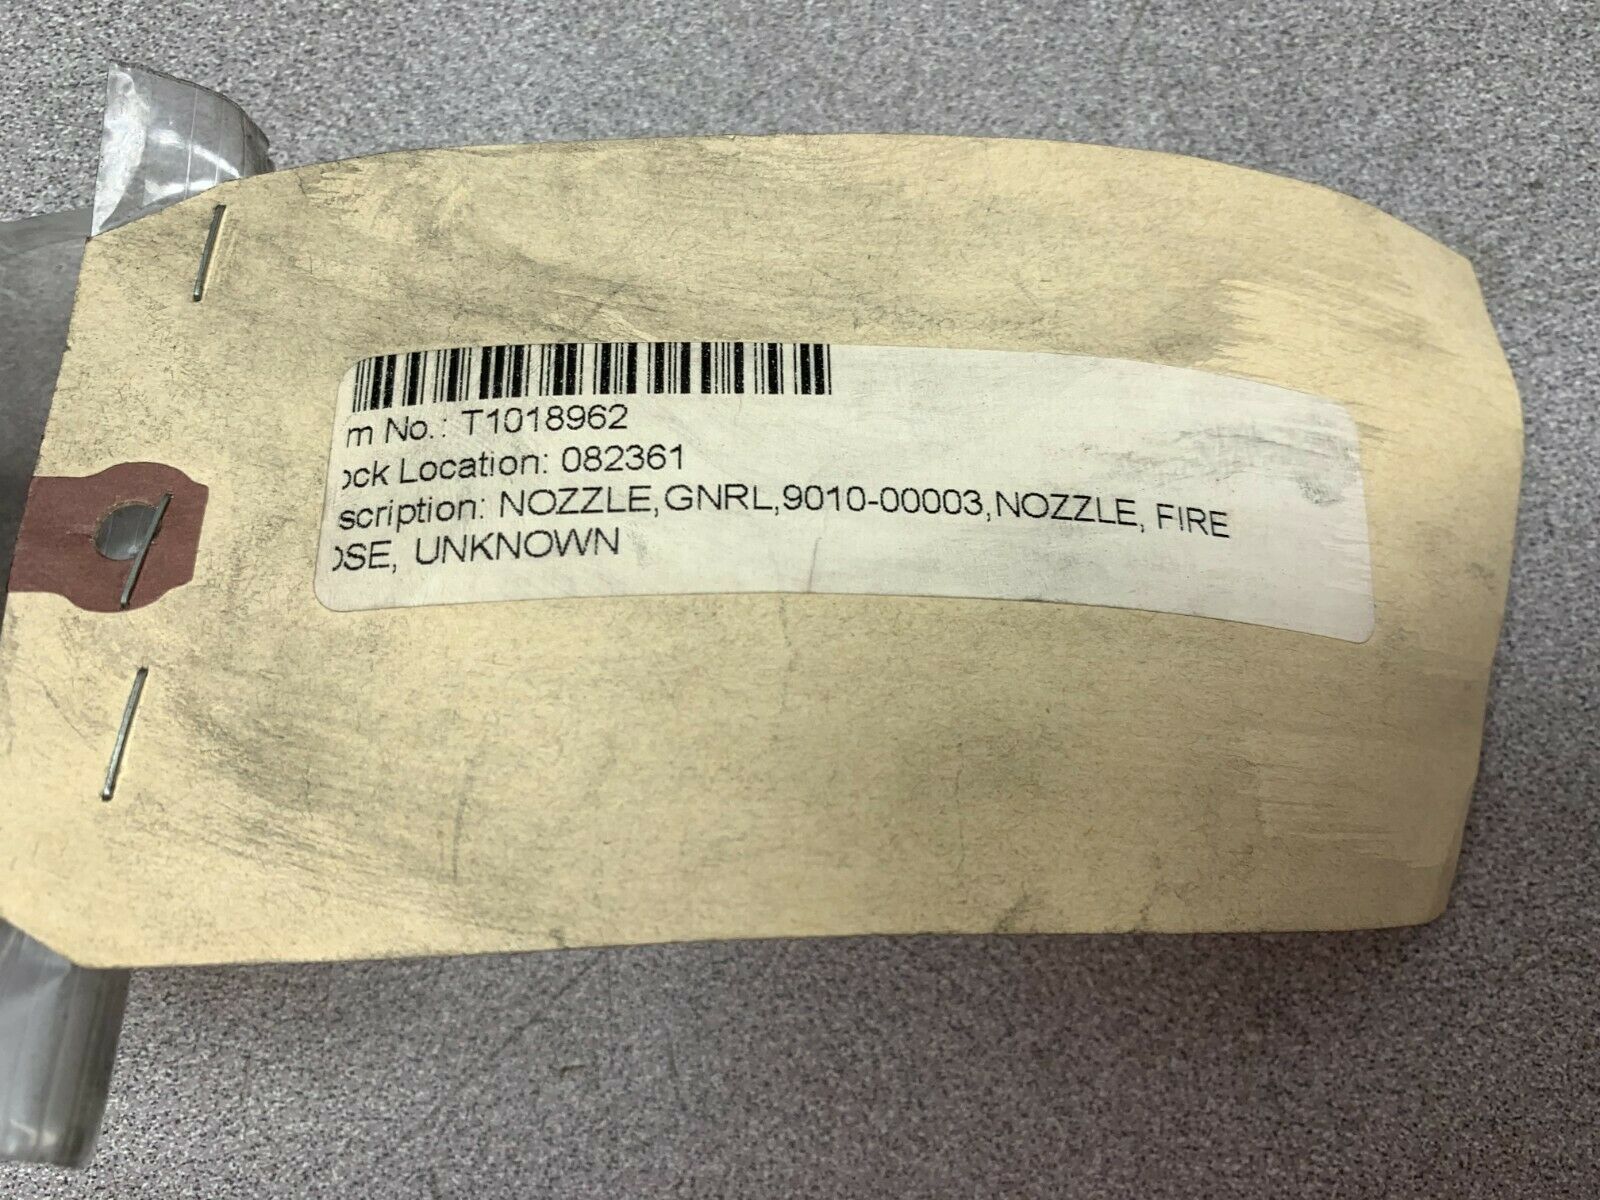 m No.: T1018962
ock Location: 082361
scription: NOZZLE,GNRL,9010-00003,NOZZLE, FIRE
OSE, UNKNOWN